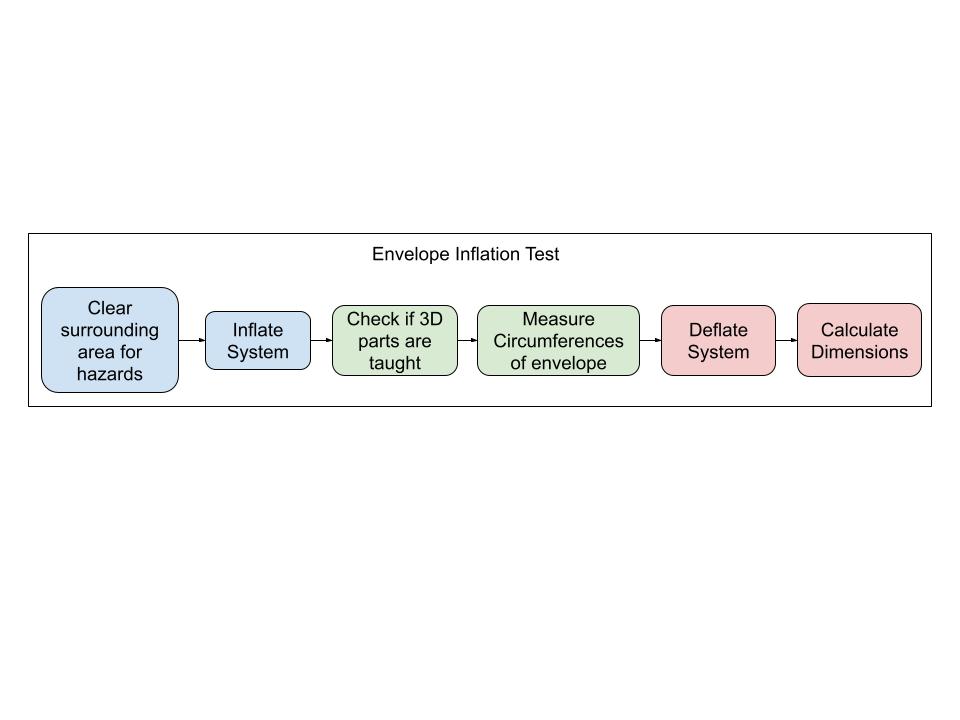 Envelope Inflation Test
Clear
surrounding
area for
hazards
Inflate
System
Check if 3D
parts are
taught
Measure
Circumferences
of envelope
Deflate
System
Calculate
Dimensions